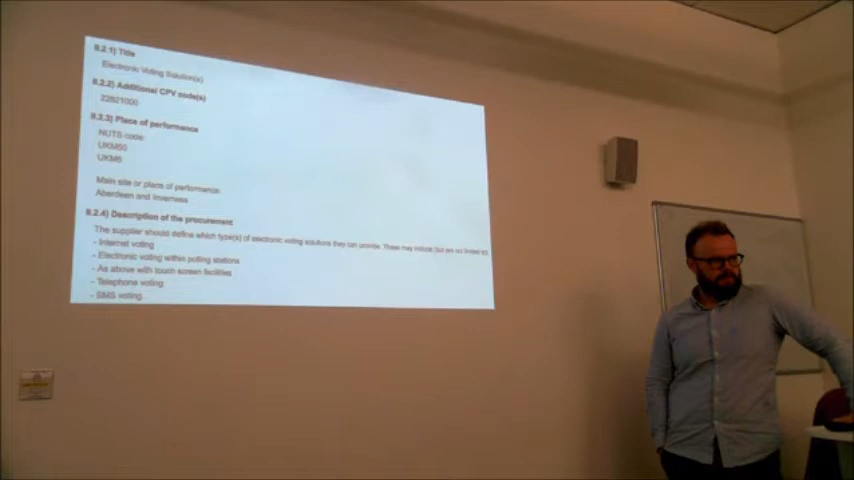 II.2.1) Title
Electronic Voting Solution(s)
II.2.2) Additional CPV code(s)
22821000
II.2.3) Place of performance
NUTS code:
UKM50
UKM6
Main site or place of performance:
Aberdeen and Inverness
II.2.4) Description of the procurement
The supplier should define which type(s) of electronic voting solutions they can provide. These may include (but are not limited to):
- Internet voting
- Electronic voting within polling stations
- As above with touch screen facilities
- Telephone voting
- SMS voting.